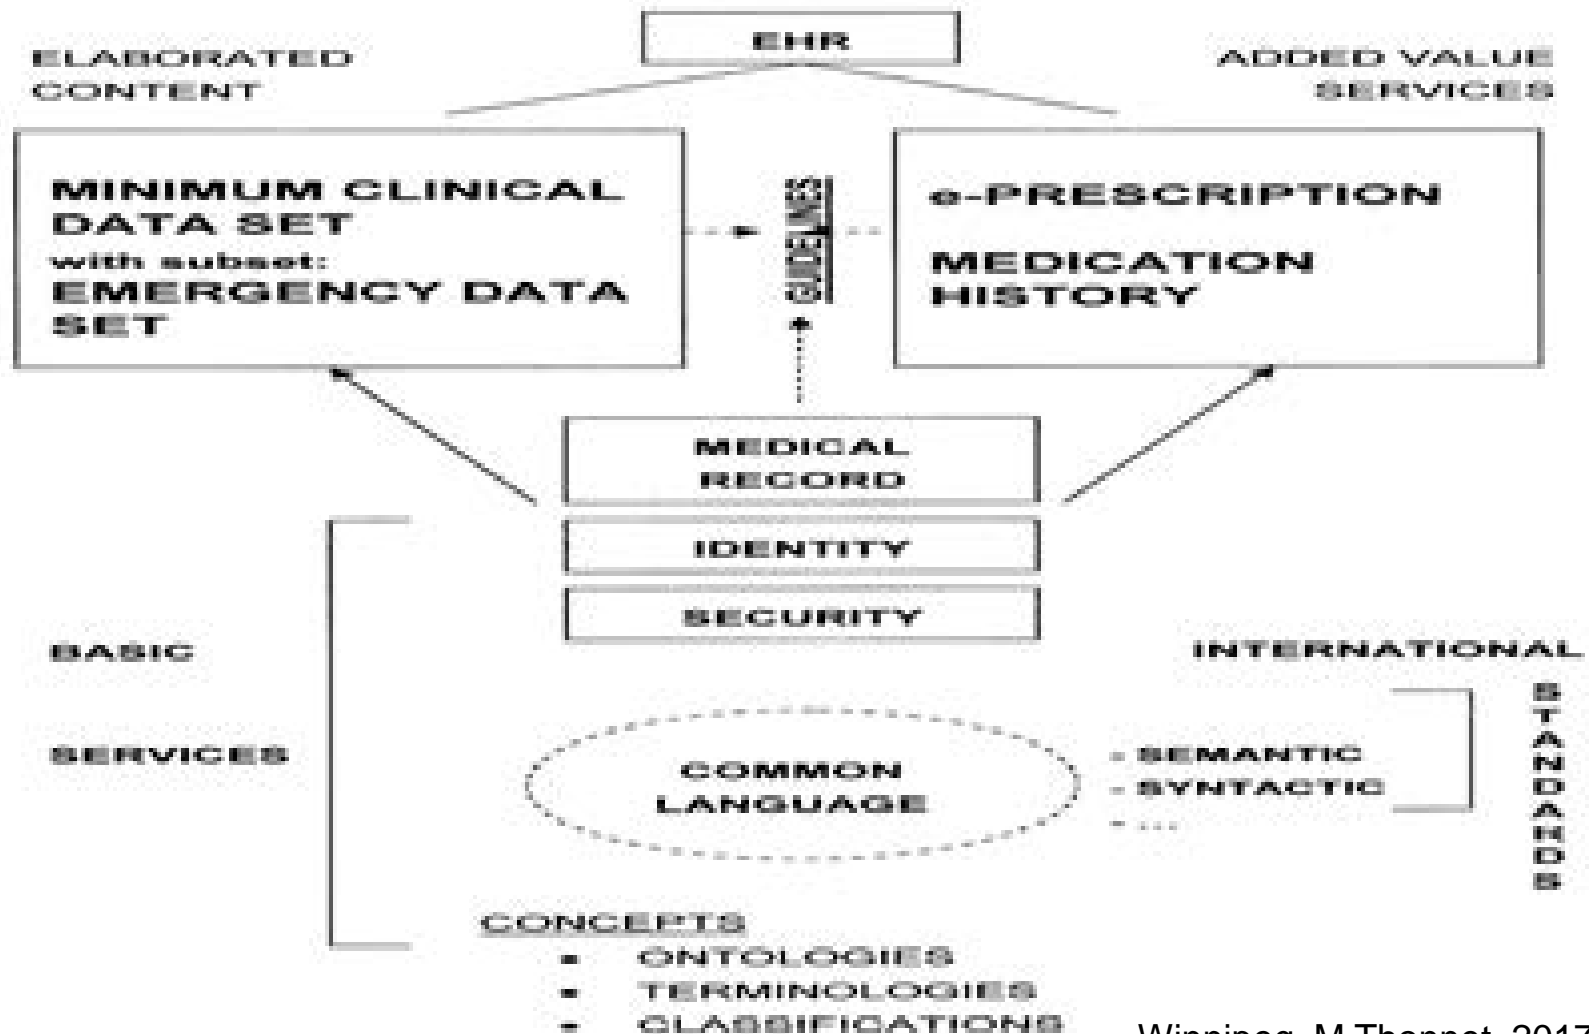 EHR
ELABORATED
CONTENT
ADDED VALUE
SERVICES
MINIMUM CLINICAL
DATA SET
with subset:
EMERGENCY DATA
SET
GUIDELINES
e-PRESCRIPTION
MEDICATION
HISTORY
MEDICAL
RECORD
IDENTITY
SECURITY
BASIC
SERVICES
INTERNATIONAL
STANDARDS
COMMON
LANGUAGE
- SEMANTIC
- SYNTACTIC
- ...
CONCEPTS
• ONTOLOGIES
• TERMINOLOGIES
• CLASSIFICATIONS